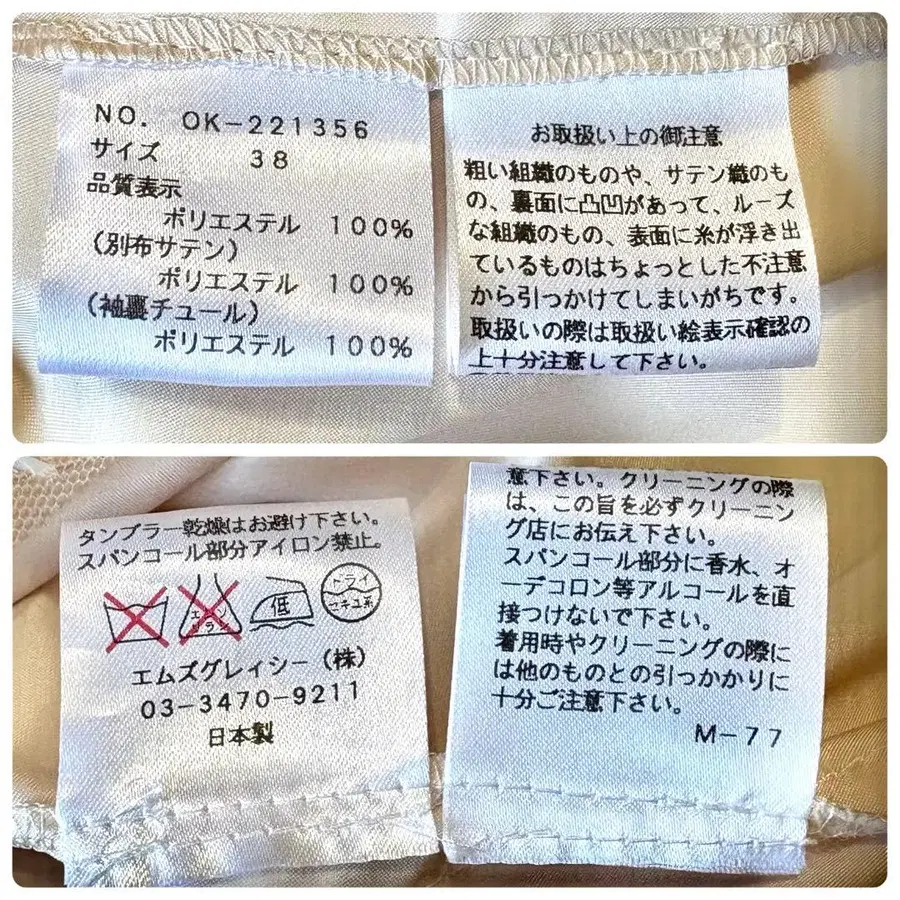 NO. OK-221356
サイズ 38
品質表示
ポリエステル 100%
(別布サテン)
ポリエステル 100%
(袖裏チュール)
ポリエステル 100%
お取扱い上の御注意
粗い組織のものや、サテン織のも
の、裏面に凸凹があって、ルーズ
な組織のもの、表面に糸が浮き出
ているものはちょっとした不注意
から引っかけてしまいがちです。
取扱いの際は取扱い絵表示確認の
上十分注意して下さい。
タンブラー乾燥はお避け下さい。
スパンコール部分アイロン禁止。
エンソ
サラシ
低
ドライ
セキユ系
エムズグレイシー(株)
03-3470-9211
日本製
意下さい。クリーニングの際
は、この旨を必ずクリーニン
グ店にお伝え下さい。
スパンコール部分に香水、オ
ーデコロン等アルコールを直
接つけないで下さい。
着用時やクリーニングの際に
は他のものとの引っかかりに
十分ご注意下さい。
M-77